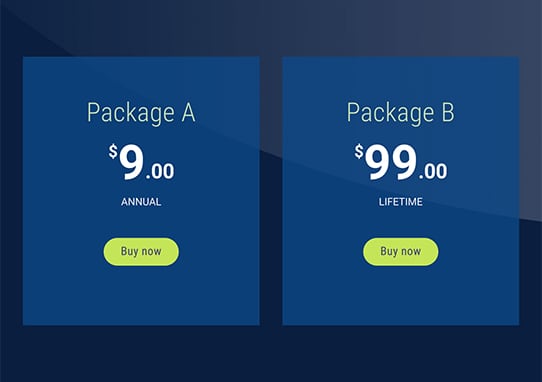 Package A
$9.00
ANNUAL
Buy now
Package B
$99.00
LIFETIME
Buy now